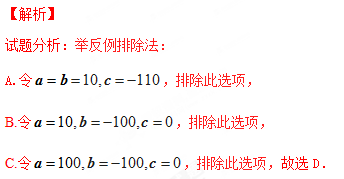 【解析】
试题分析：举反例排除法：
A.令a=b=10,c=-110，排除此选项，
B.令a=10,b=-100,c=0，排除此选项，
C.令a=100,b=-100,c=0，排除此选项，故选 D．